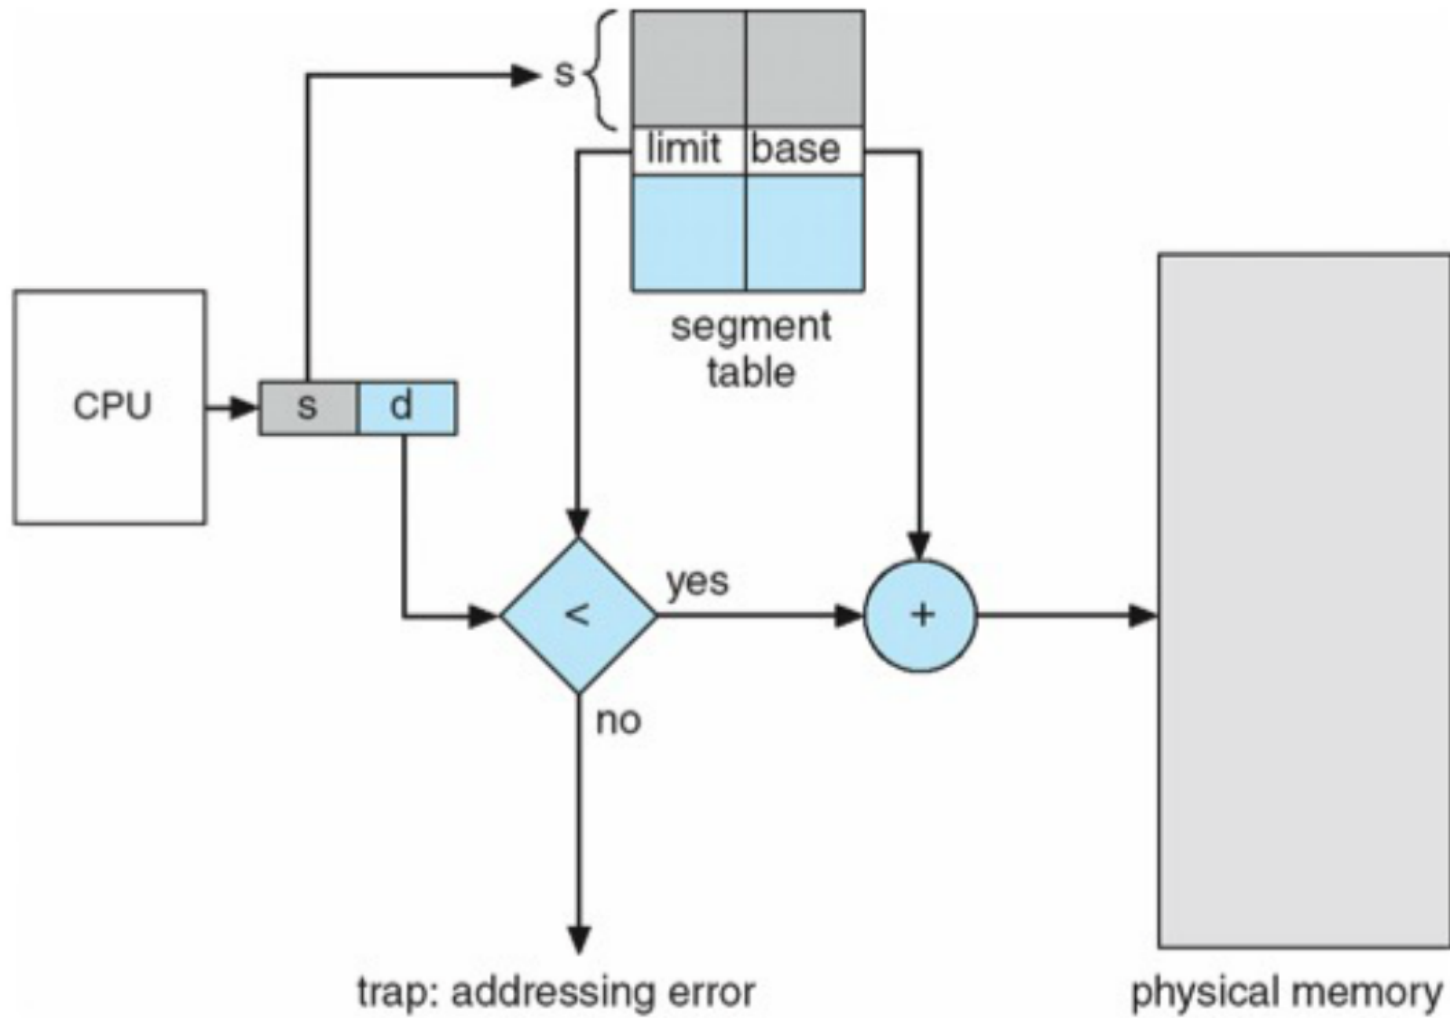 s
limit base
segment
table
CPU
s d
<
yes
+
no
trap: addressing error
physical memory